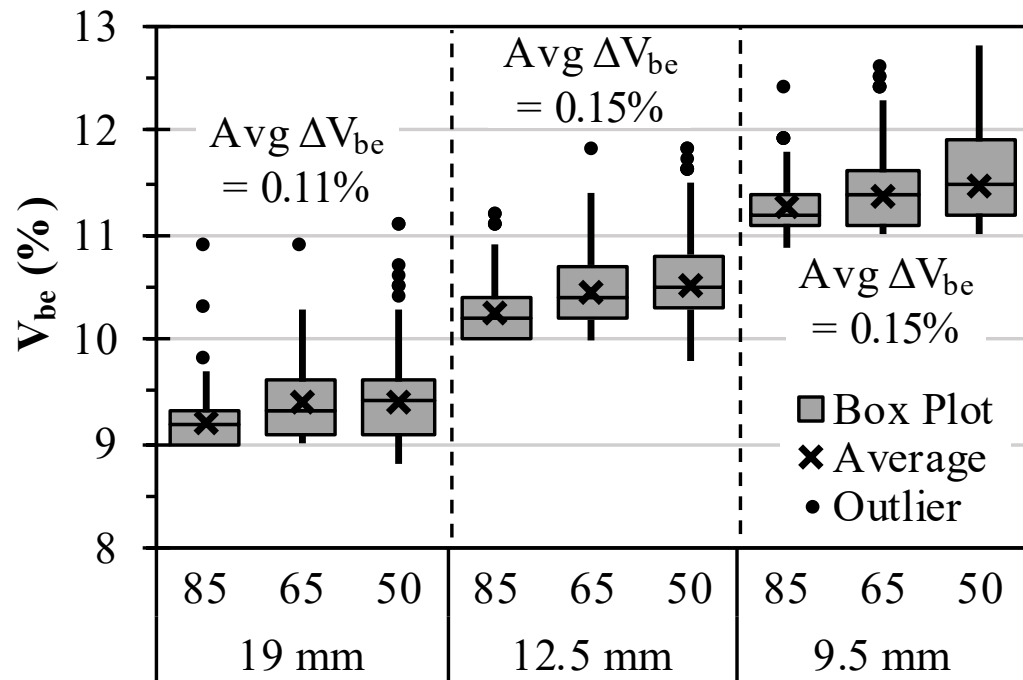 13
12
11
10
9
8
V_be (%)
Avg ΔV_be
= 0.11%
Avg ΔV_be
= 0.15%
Avg ΔV_be
= 0.15%
Box Plot
Average
Outlier
85 65 50 85 65 50 85 65 50
19 mm 12.5 mm 9.5 mm